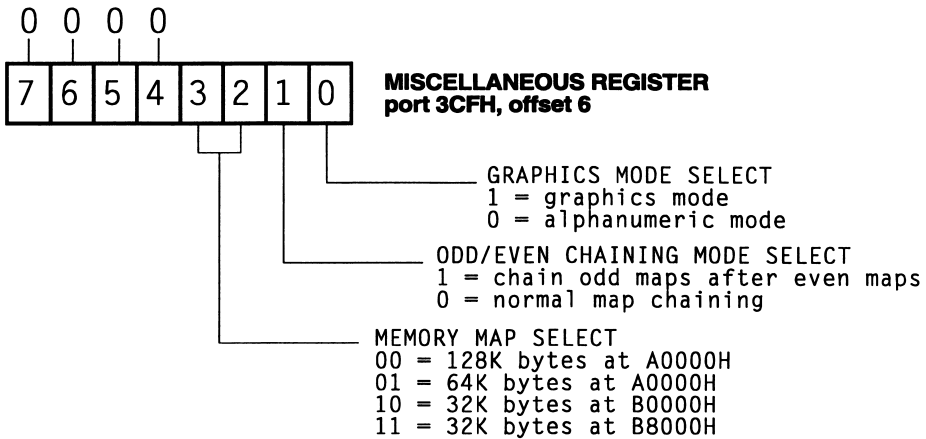 0 0 0 0
7 6 5 4 3 2 1 0
MISCELLANEOUS REGISTER
port 3CFH, offset 6
GRAPHICS MODE SELECT
1 = graphics mode
0 = alphanumeric mode
ODD/EVEN CHAINING MODE SELECT
1 = chain odd maps after even maps
0 = normal map chaining
MEMORY MAP SELECT
00 = 128K bytes at A0000H
01 = 64K bytes at A0000H
10 = 32K bytes at B0000H
11 = 32K bytes at B8000H